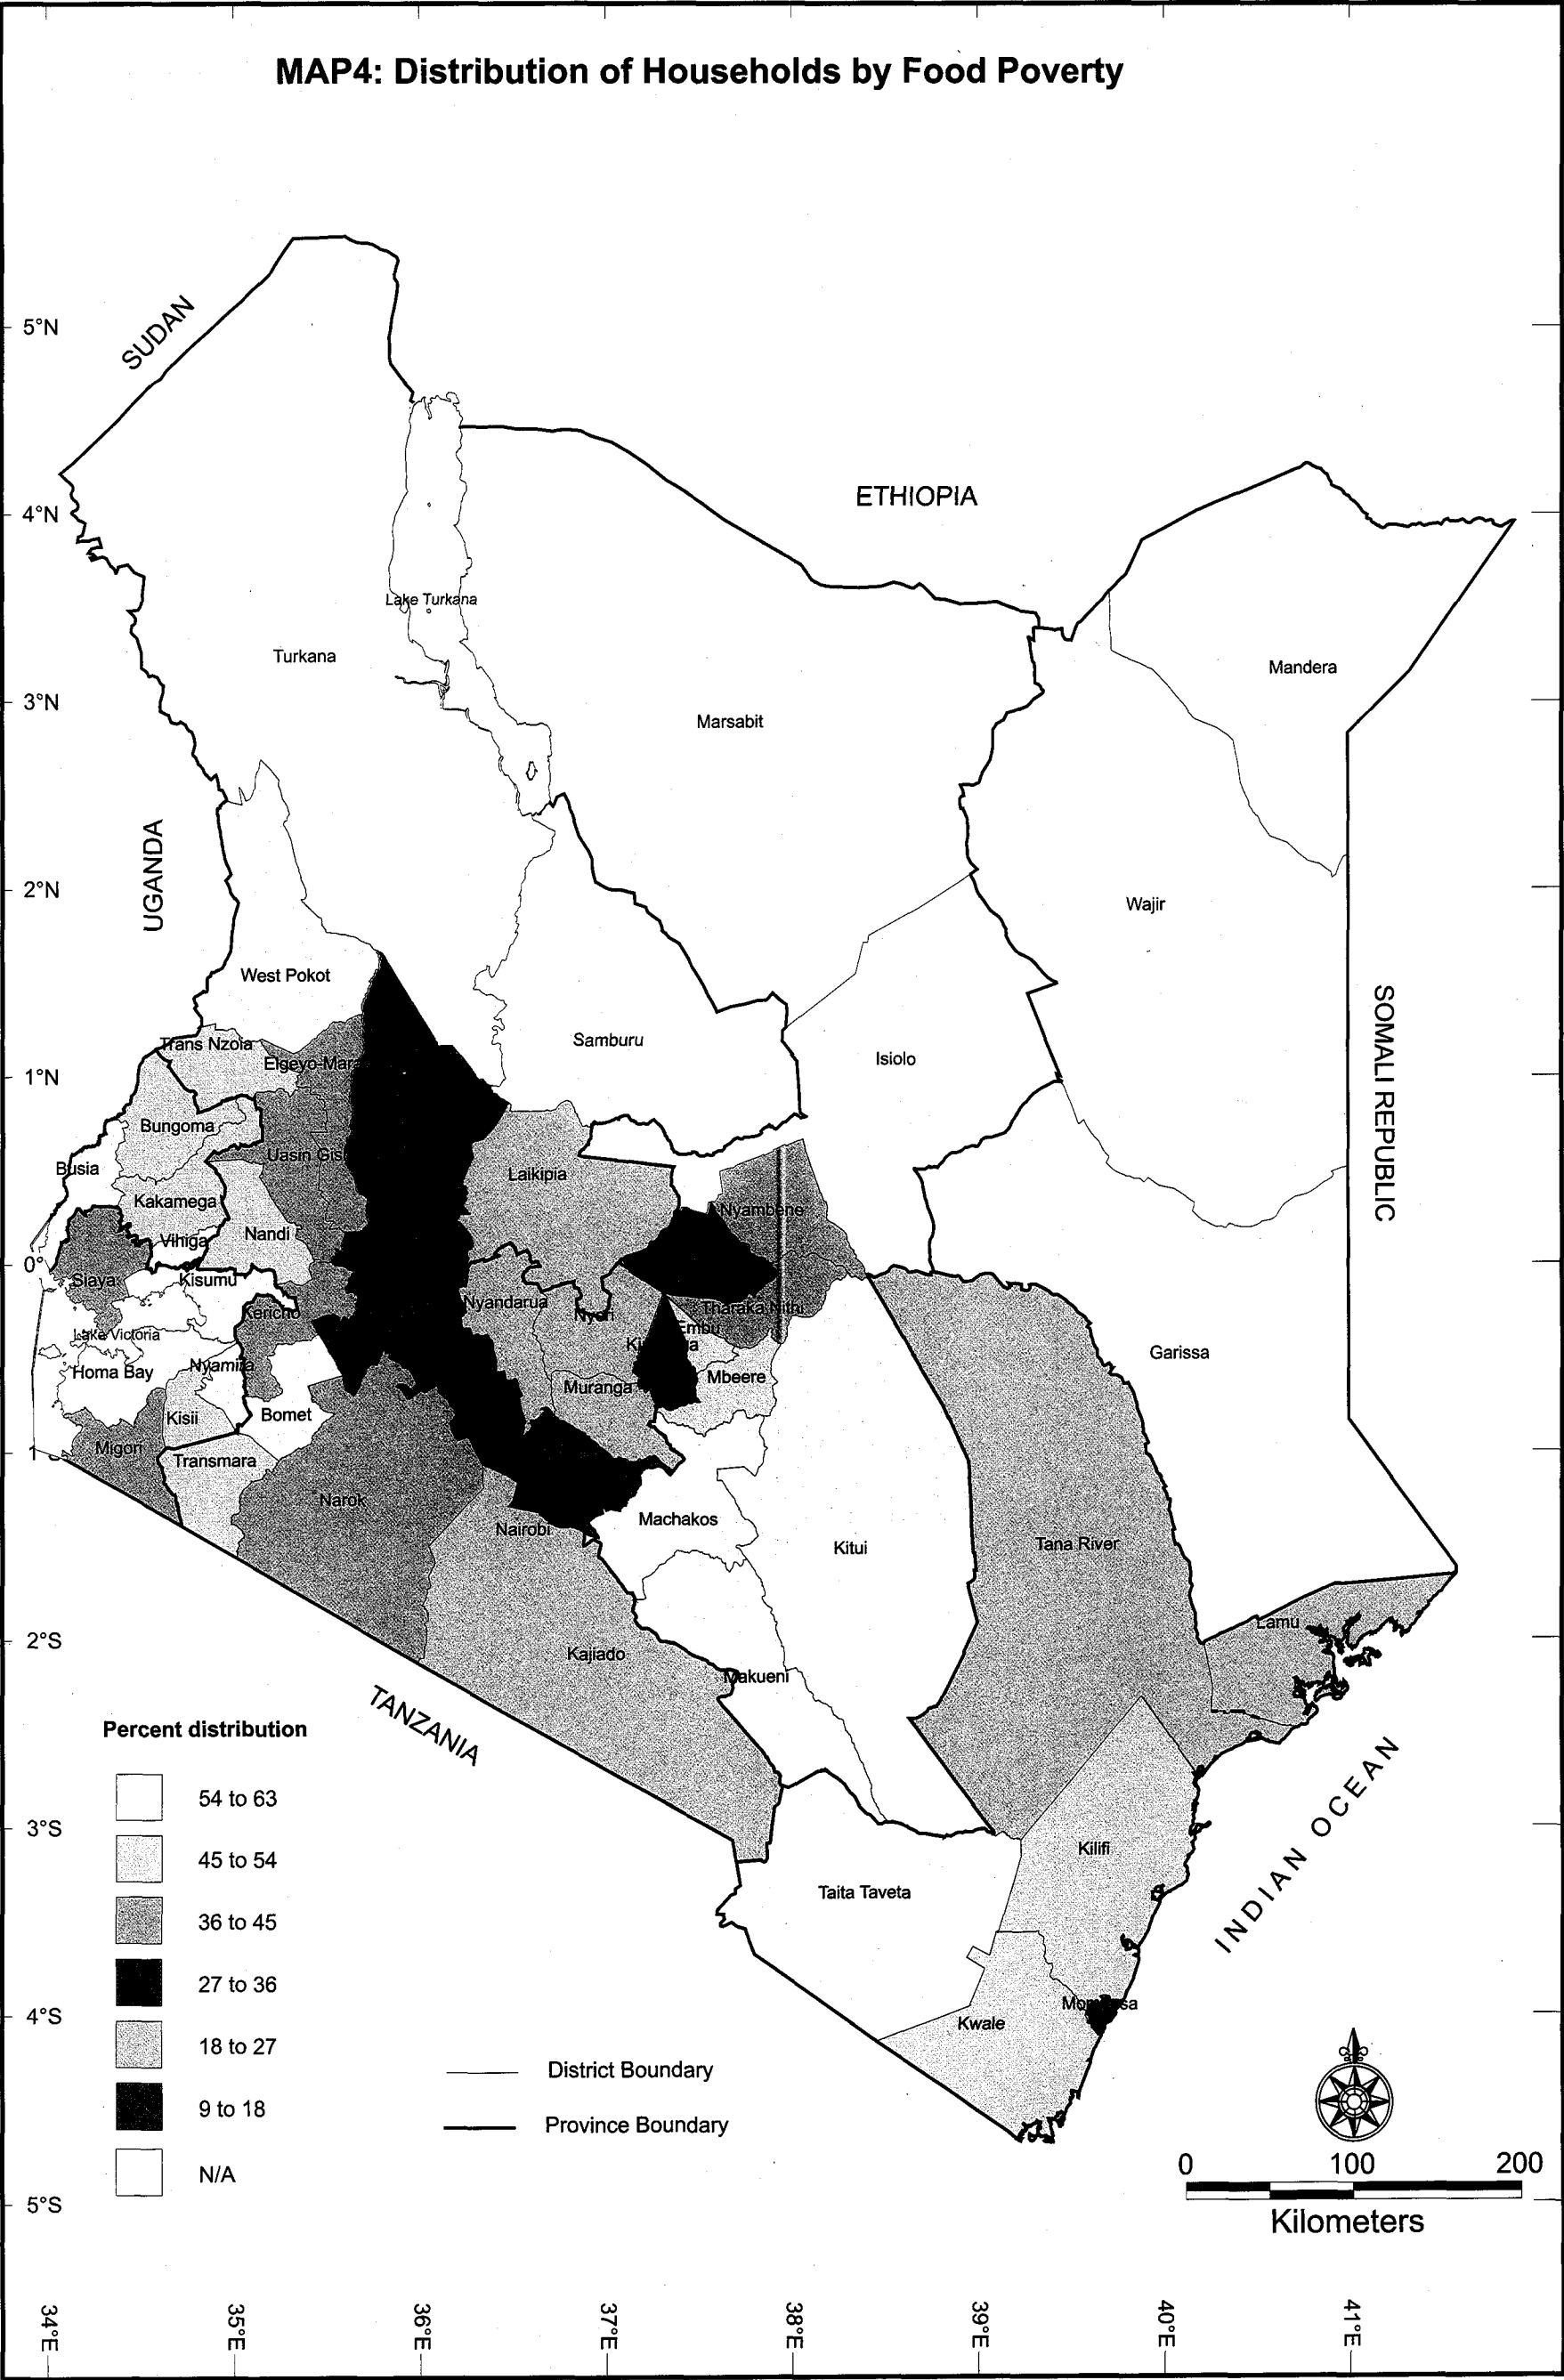 MAP4: Distribution of Households by Food Poverty
SUDAN
5°N
ETHIOPIA
4°N
Lake Turkana
Turkana
Mandera
3°N
Marsabit
UGANDA
2°N
Wajir
West Pokot
SOMALI REPUBLIC
Trans Nzoia
Samburu
Elgeyo-Mara
Isiolo
1°N
Bungoma
Uasin Gis
Busia
Laikipia
Kakamega
Nyambene
Nandi
Vihiga
0°
Siaya
Kisumu
Nyandarua
Tharaka Nithi
Kericho
Nyeri
Embu
Lake Victoria
Garissa
Nyamira
Homa Bay
Mbeere
Muranga
Kisii
Bomet
Migori
Transmara
Narok
Machakos
Nairobi
Kitui
Tana River
Lamu
2°S
Kajiado
Makueni
TANZANIA
INDIAN OCEAN
Percent distribution
54 to 63
3°S
Kilifi
45 to 54
Taita Taveta
36 to 45
27 to 36
4°S
Mombasa
Kwale
18 to 27
District Boundary
9 to 18
Province Boundary
N/A
0 100 200
5°S
Kilometers
34°E 35°E 36°E 37°E 38°E 39°E 40°E 41°E